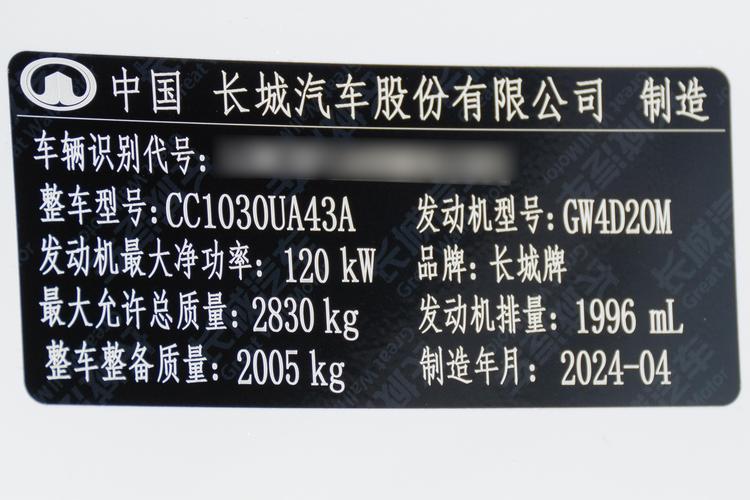 中国 长城汽车股份有限公司 制造
车辆识别代号:
整车型号:CC1030UA43A 发动机型号:GW4D20M
发动机最大净功率:120 kW 品牌:长城牌
最大允许总质量:2830 kg 发动机排量:1996 mL
整车整备质量:2005 kg 制造年月:2024-04